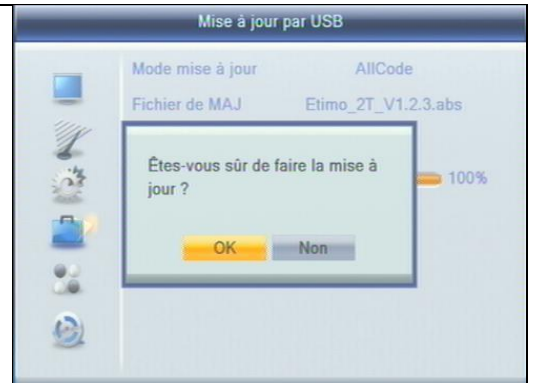 Mise à jour par USB
Mode mise à jour AllCode
Fichier de MAJ Etimo_2T_V1.2.3.abs
Êtes-vous sûr de faire la mise à
jour ?
100%
OK Non